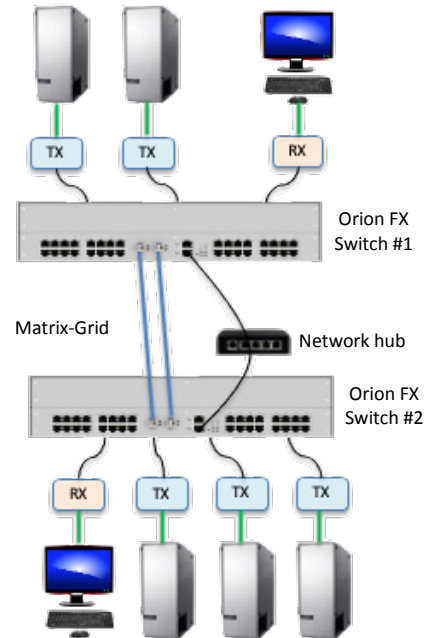 TX
TX
RX
Orion FX
Switch #1
Matrix-Grid
Network hub
Orion FX
Switch #2
RX
TX
TX
TX